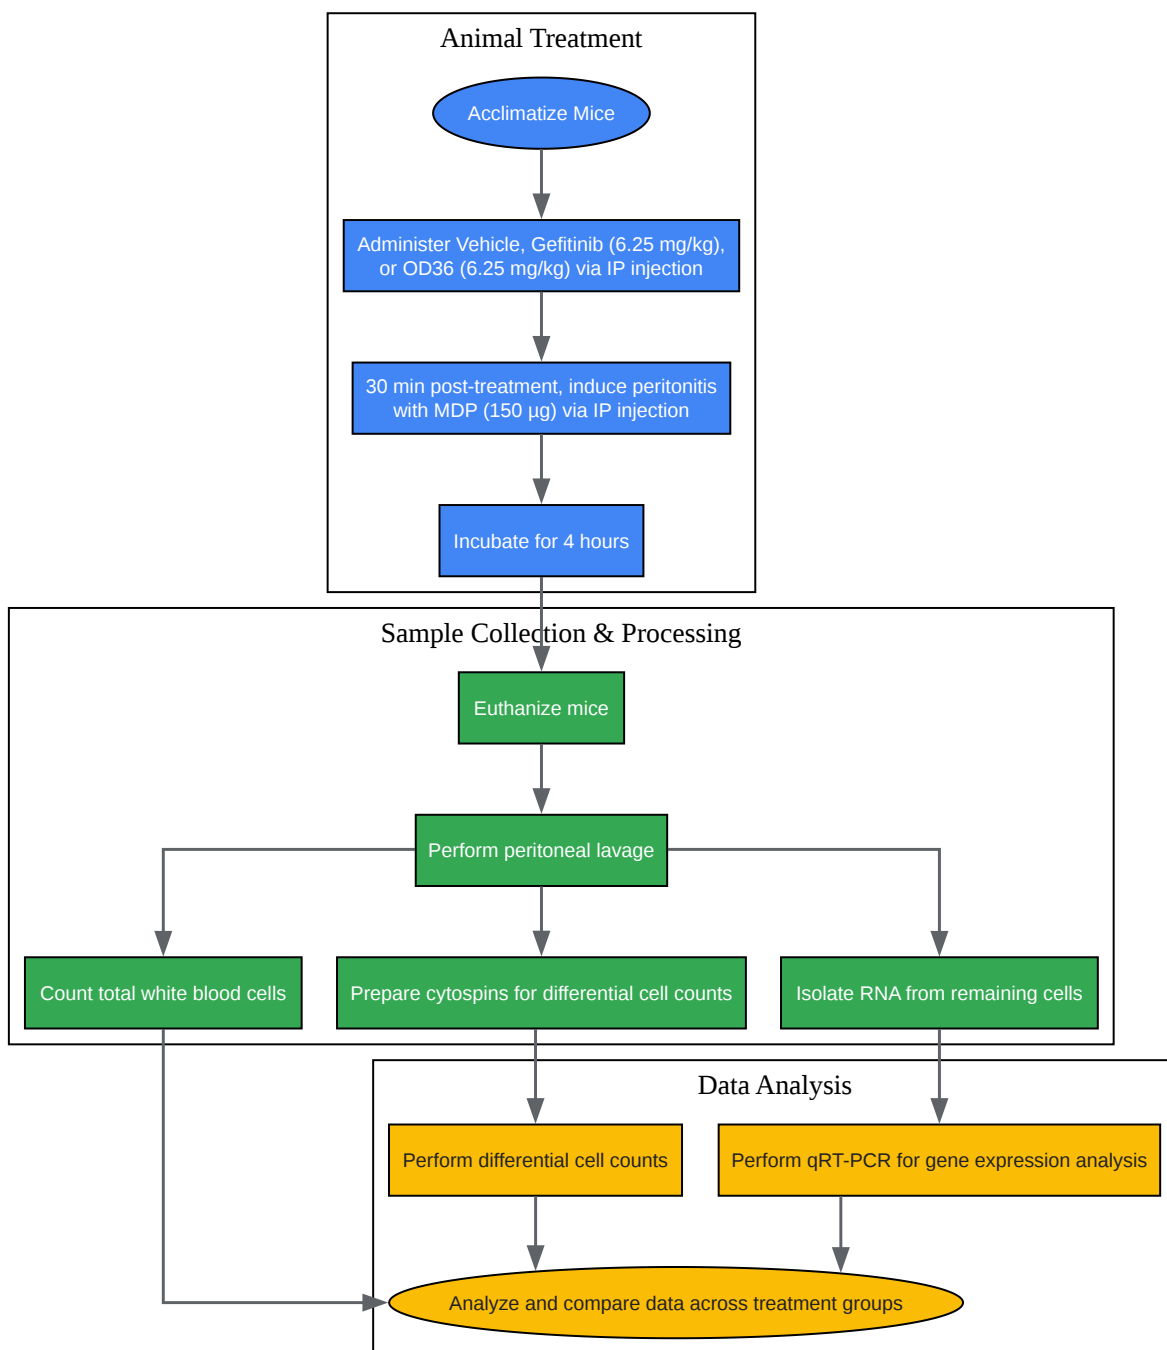 Animal Treatment
Acclimatize Mice
Administer Vehicle, Gefitinib (6.25 mg/kg),
or OD36 (6.25 mg/kg) via IP injection
30 min post-treatment, induce peritonitis
with MDP (150 µg) via IP injection
Incubate for 4 hours
Sample Collection & Processing
Euthanize mice
Perform peritoneal lavage
Count total white blood cells
Prepare cytospins for differential cell counts
Isolate RNA from remaining cells
Data Analysis
Perform differential cell counts
Perform qRT-PCR for gene expression analysis
Analyze and compare data across treatment groups